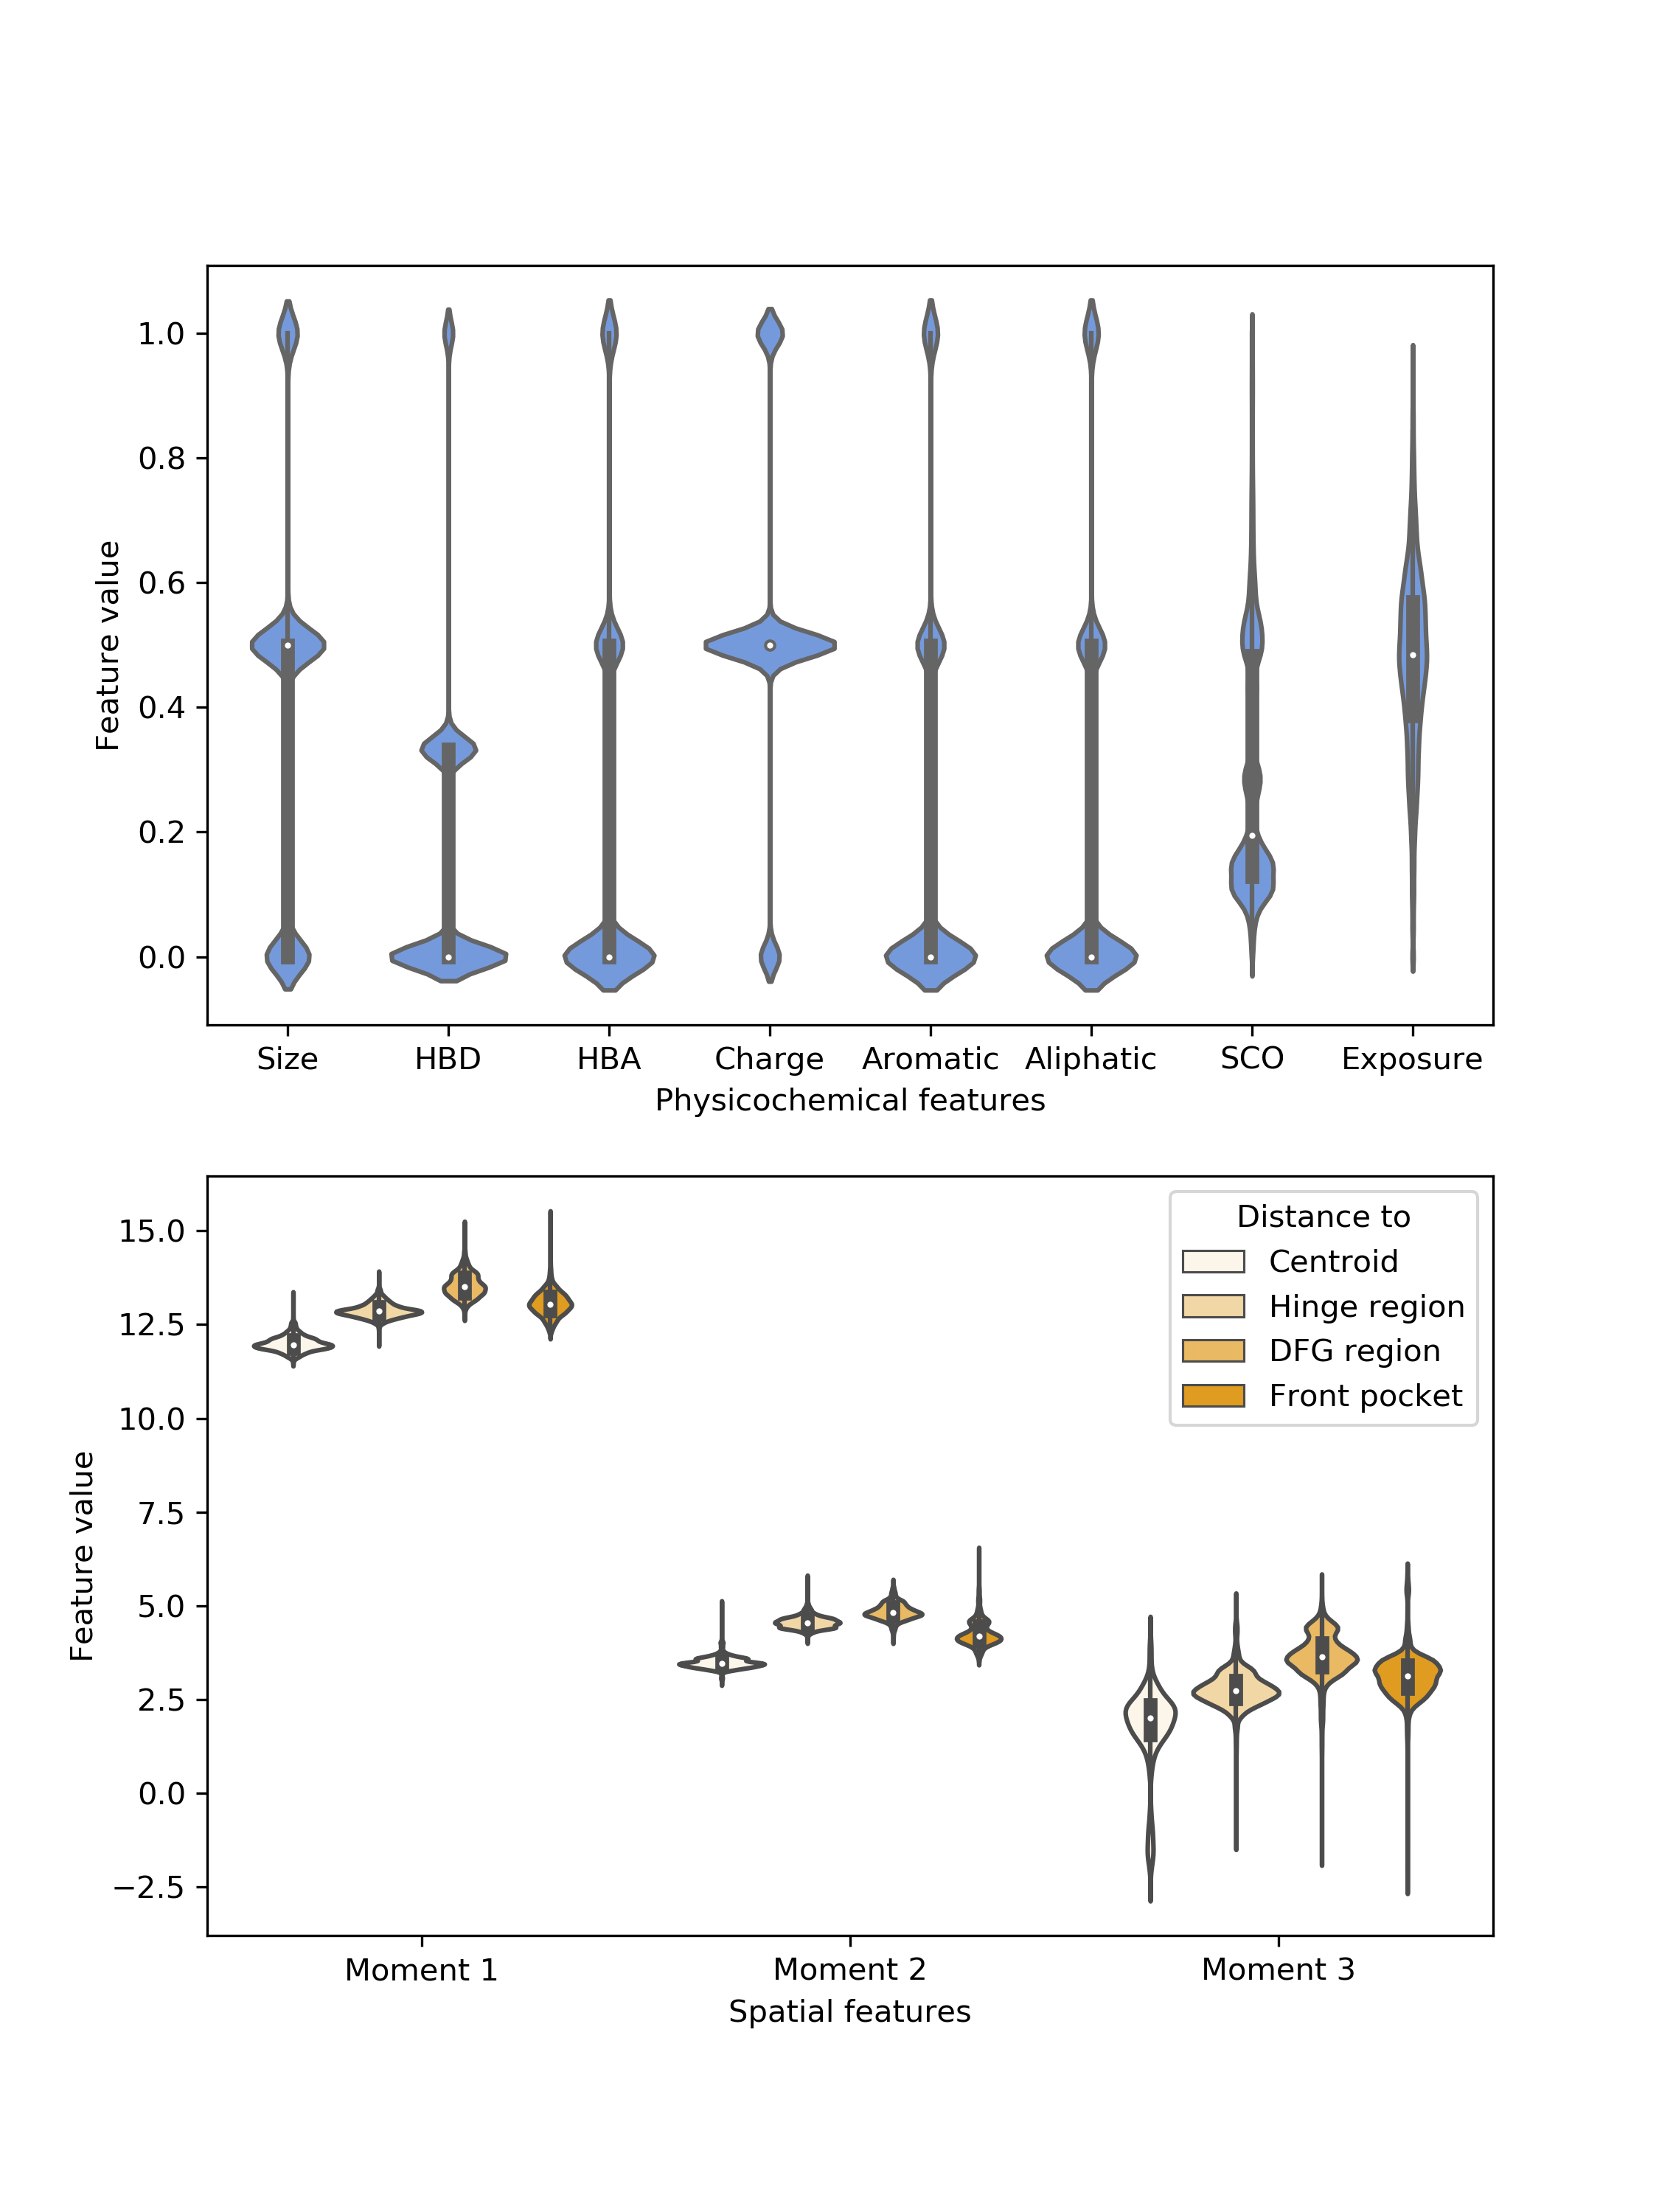 1.0
0.8
0.6
0.4
0.2
0.0
Feature value
Size HBD HBA Charge Aromatic Aliphatic SCO Exposure
Physicochemical features
15.0
12.5
10.0
7.5
5.0
2.5
0.0
−2.5
Feature value
Distance to
Centroid
Hinge region
DFG region
Front pocket
Moment 1 Moment 2 Moment 3
Spatial features